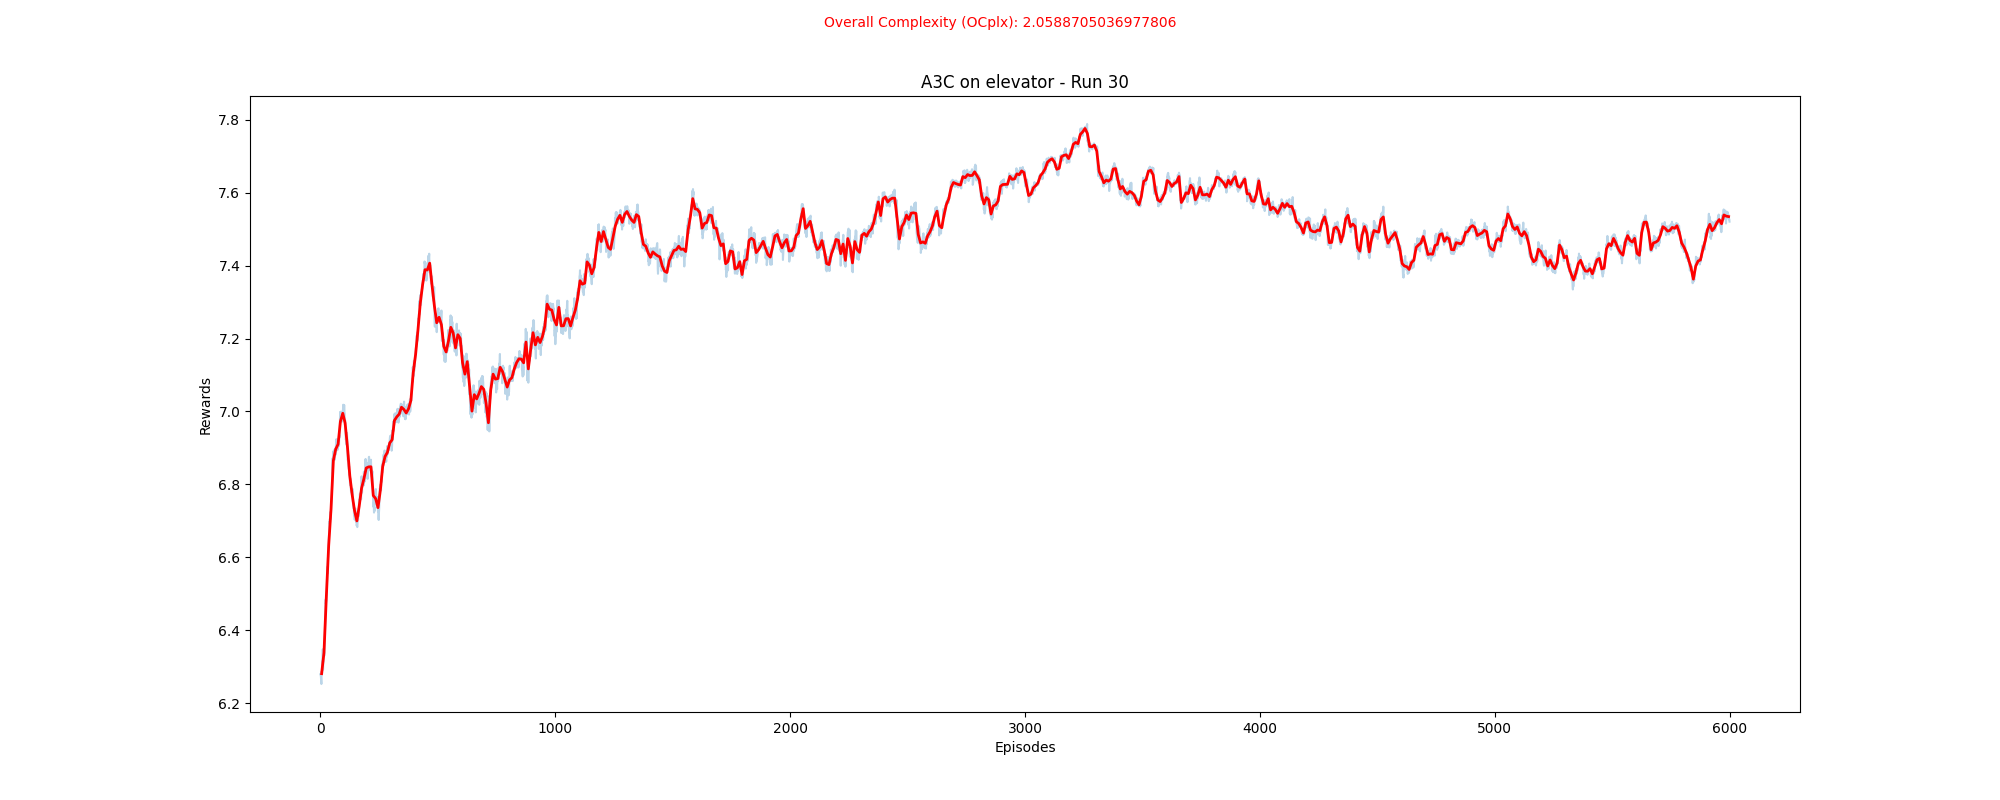 Overall Complexity (OCplx): 2.0588705036977806
A3C on elevator - Run 30
7.8
7.6
7.4
7.2
7.0
6.8
6.6
6.4
6.2
Rewards
0 1000 2000 3000 4000 5000 6000
Episodes